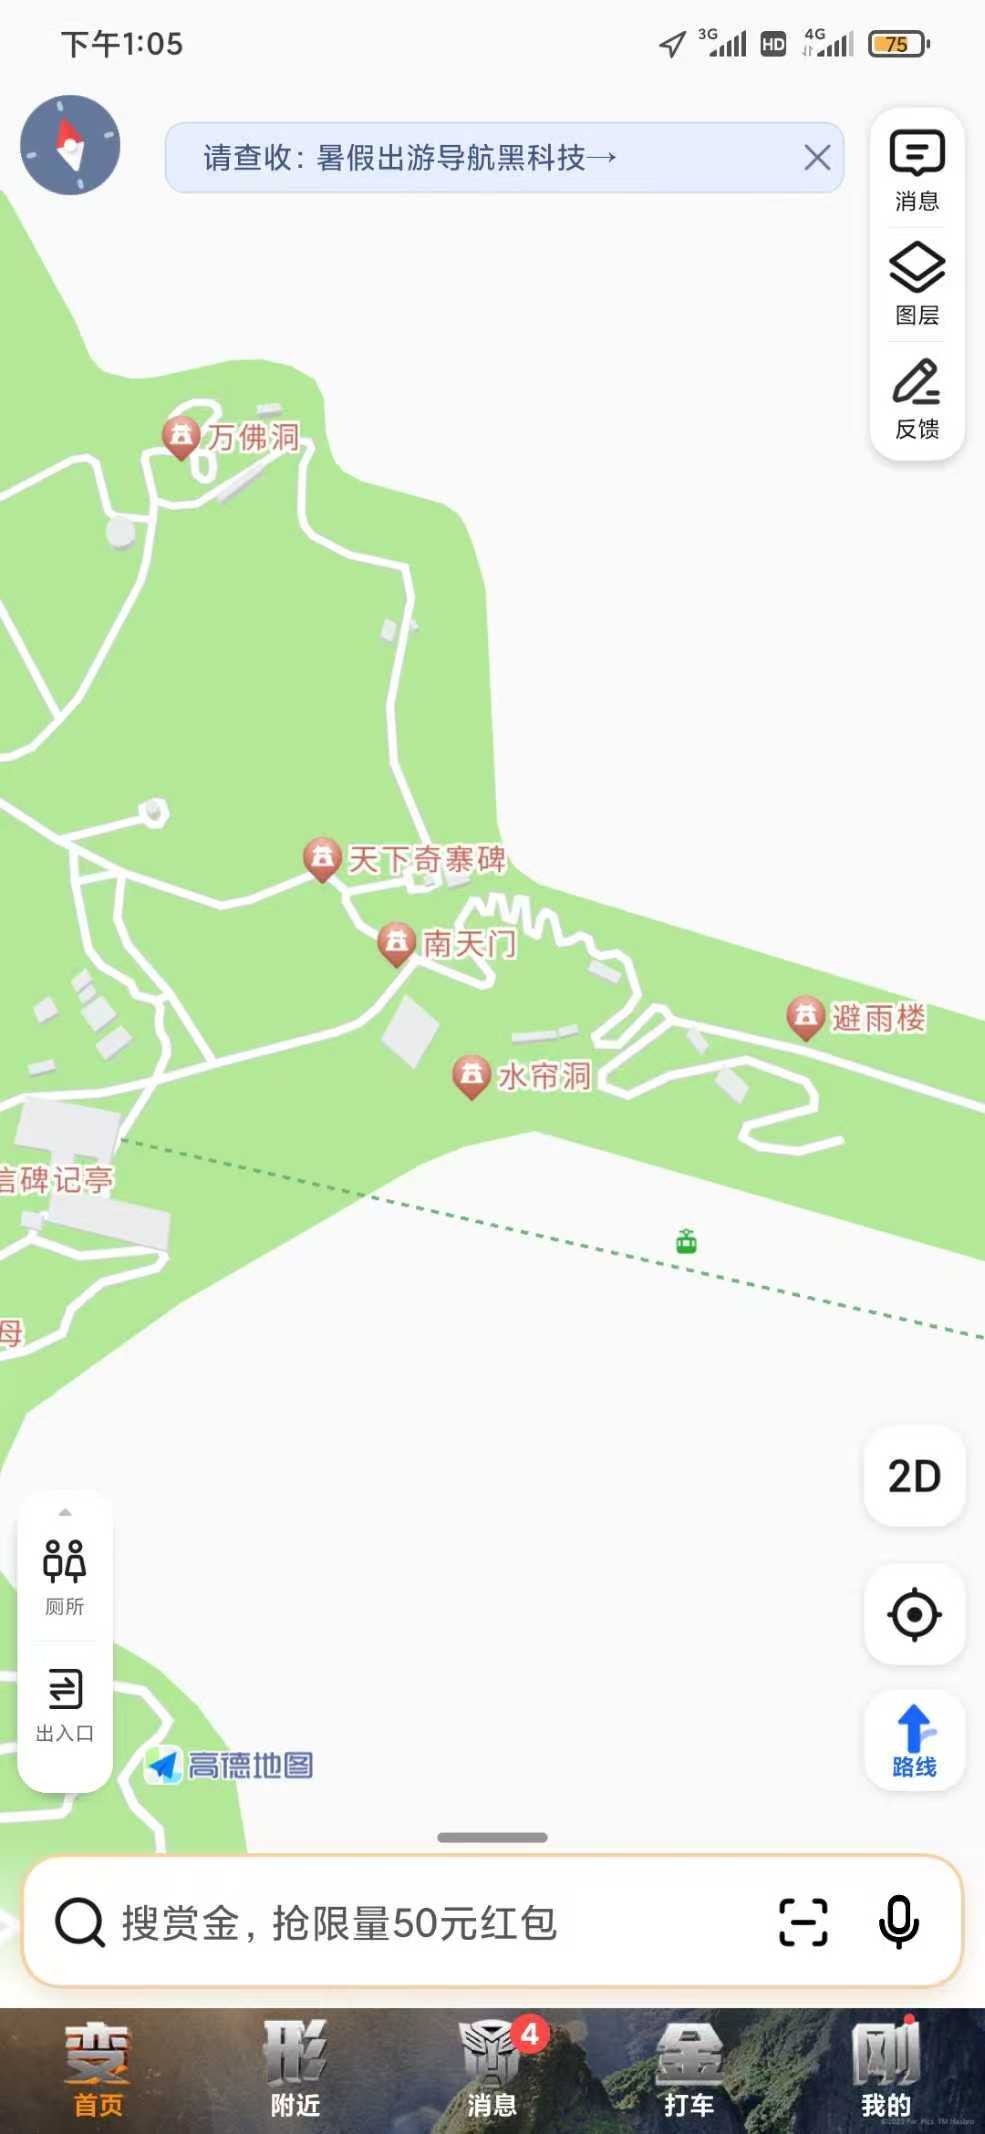 下午1:05
3G
HD
4G
75
请查收：暑假出游导航黑科技→
消息
图层
反馈
万佛洞
天下奇寨碑
南天门
避雨楼
水帘洞
信碑记亭
母
2D
厕所
出入口
路线
高德地图
搜赏金，抢限量50元红包
变
形
4
金
刚
首页
附近
消息
打车
我的